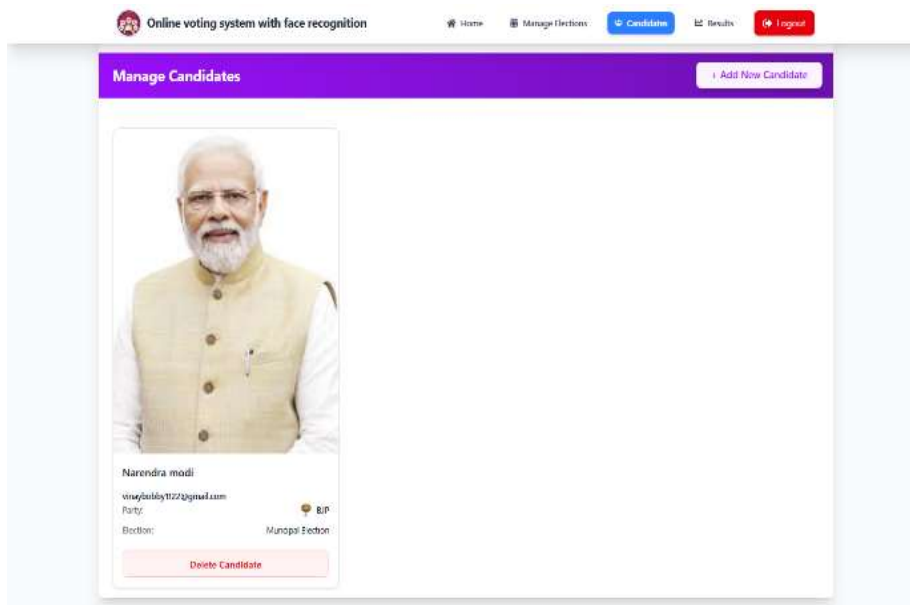 Online voting system with face recognition
Home
Manage Elections
Candidates
Results
Logout
Manage Candidates
+ Add New Candidate
Narendra modi
vinaybobby1122@gmail.com
Party:
BJP
Election:
Municipal Election
Delete Candidate